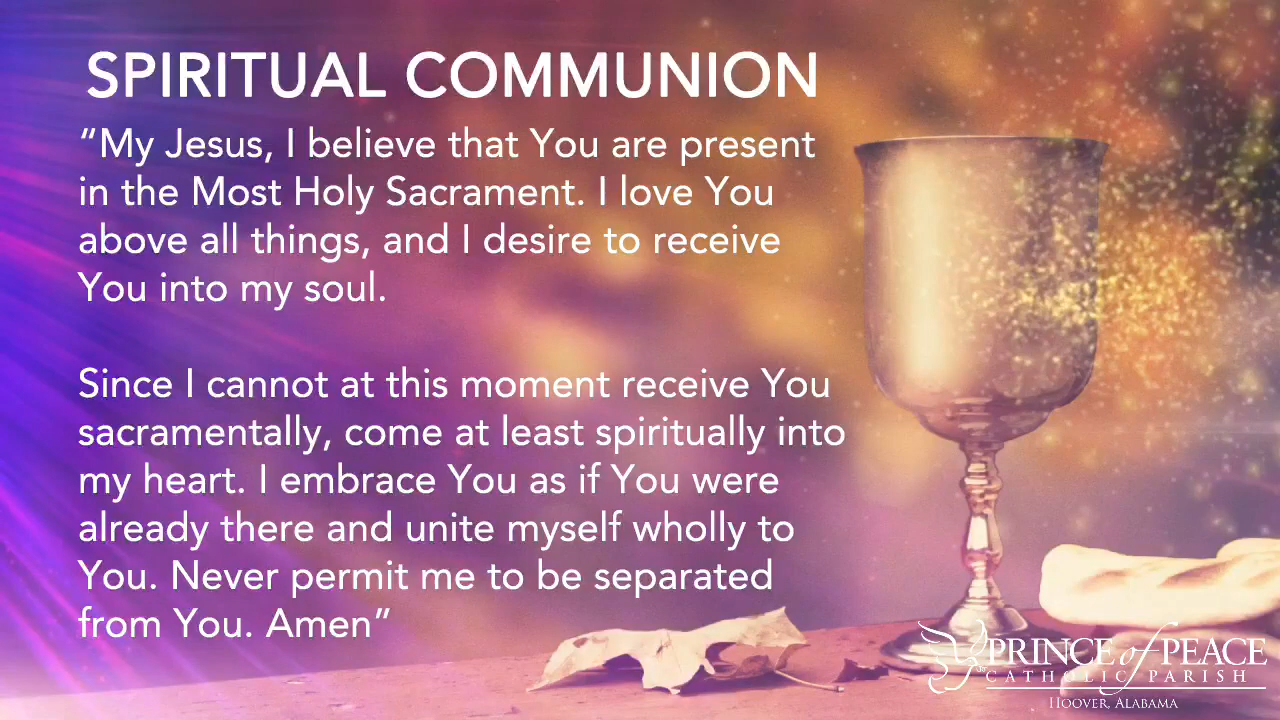 SPIRITUAL COMMUNION
“My Jesus, I believe that You are present
in the Most Holy Sacrament. I love You
above all things, and I desire to receive
You into my soul.
Since I cannot at this moment receive You
sacramentally, come at least spiritually into
my heart. I embrace You as if You were
already there and unite myself wholly to
You. Never permit me to be separated
from You. Amen”
PRINCE of PEACE
CATHOLIC PARISH
HOOVER, ALABAMA